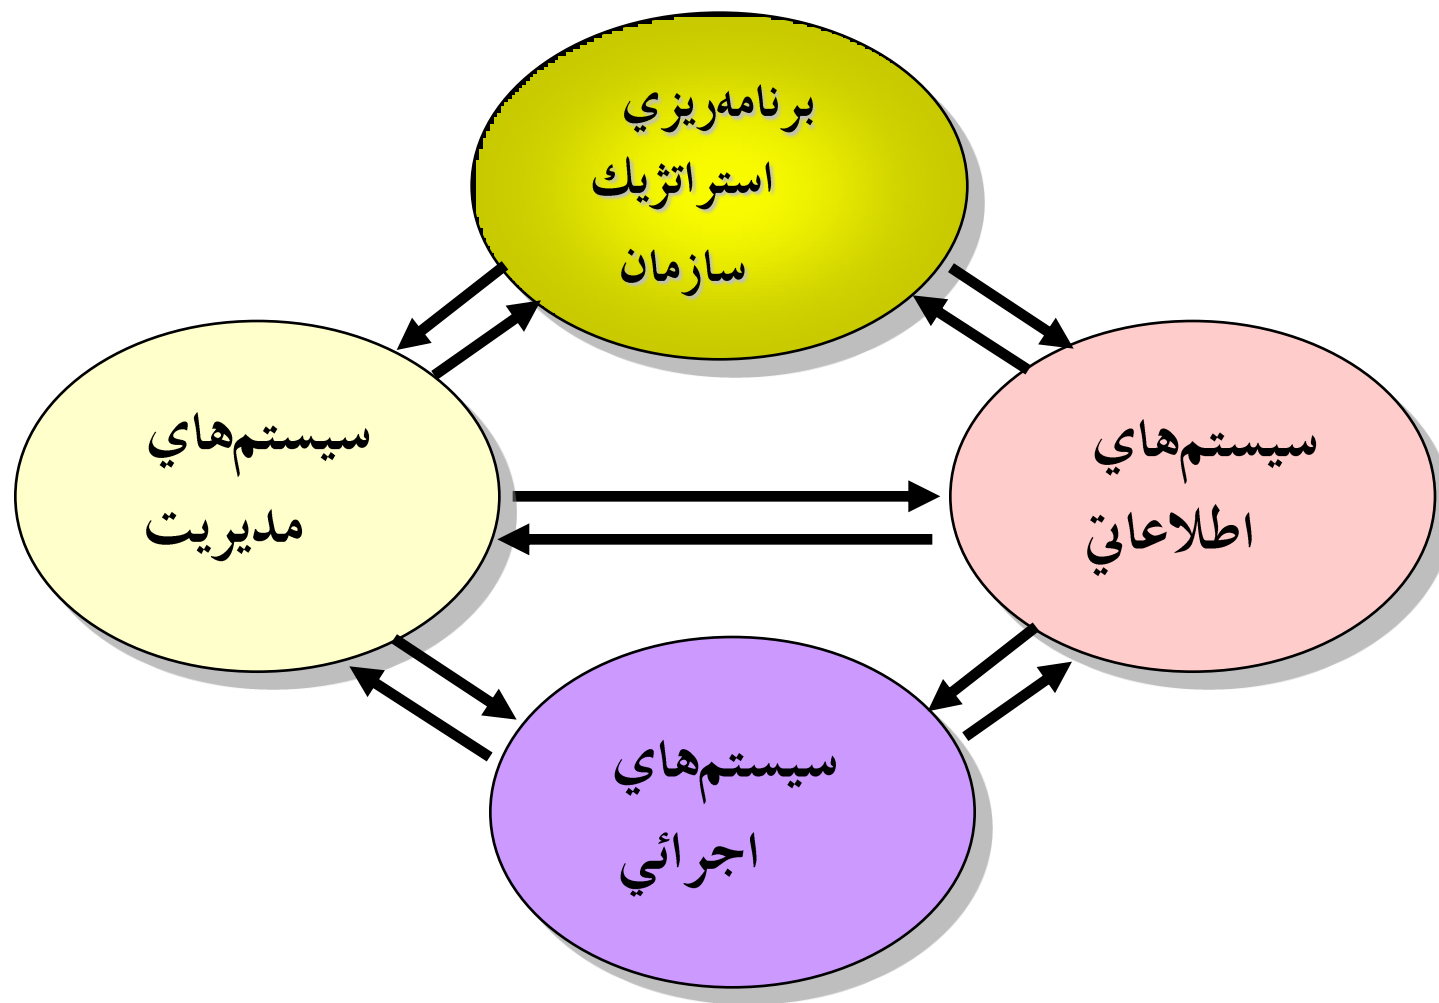 برنامه‌ريزي
استراتژيك
سازمان
سيستم‌هاي
اطلاعاتي
سيستم‌هاي
مديريت
سيستم‌هاي
اجرائي